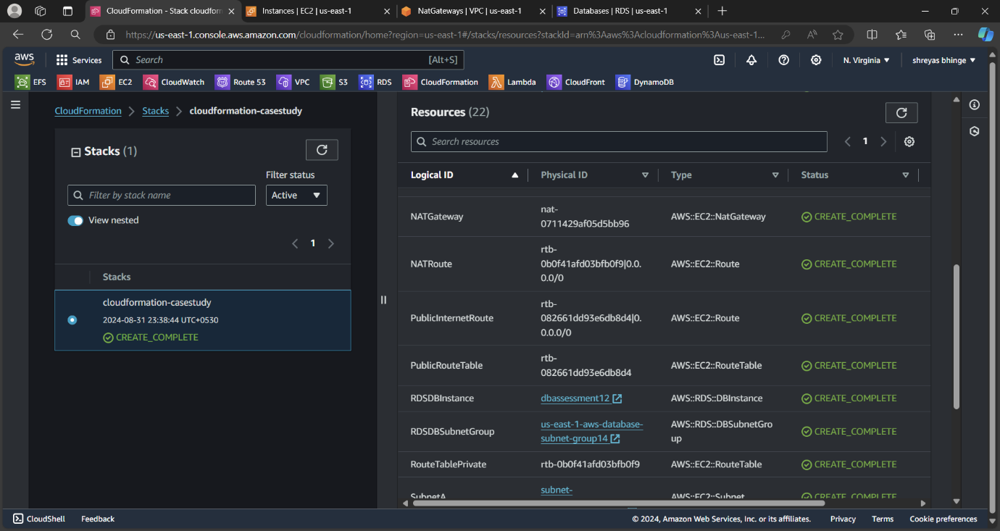 CloudFormation - Stack cloudform
Instances | EC2 | us-east-1
NatGateways | VPC | us-east-1
Databases | RDS | us-east-1
https://us-east-1.console.aws.amazon.com/cloudformation/home?region=us-east-1#/stacks/resources?stackId=arn%3Aaws%3Acloudformation%3Aus-east-1...
aws
Services
Search
[Alt+S]
N. Virginia
shreyas bhinge
EFS
IAM
EC2
CloudWatch
Route 53
VPC
S3
RDS
CloudFormation
Lambda
CloudFront
DynamoDB
CloudFormation
Stacks
cloudformation-casestudy
Stacks (1)
Filter status
Filter by stack name
Active
View nested
1
Stacks
cloudformation-casestudy
2024-08-31 23:38:44 UTC+0530
CREATE_COMPLETE
Resources (22)
Search resources
1
Logical ID
Physical ID
Type
Status
NATGateway
nat-
0711429af05d5bb96
AWS::EC2::NatGateway
CREATE_COMPLETE
NATRoute
rtb-
0b0f41afd03bfb0f9|0.0.
0.0/0
AWS::EC2::Route
CREATE_COMPLETE
PublicInternetRoute
rtb-
082661dd93e6db8d4|0.
0.0.0/0
AWS::EC2::Route
CREATE_COMPLETE
PublicRouteTable
rtb-
082661dd93e6db8d4
AWS::EC2::RouteTable
CREATE_COMPLETE
RDSDBInstance
dbassessment12
AWS::RDS::DBInstance
CREATE_COMPLETE
RDSDBSubnetGroup
us-east-1-aws-database-
subnet-group14
AWS::RDS::DBSubnetGro
up
CREATE_COMPLETE
RouteTablePrivate
rtb-0b0f41afd03bfb0f9
AWS::EC2::RouteTable
CREATE_COMPLETE
SubnetA
subnet-
AWS::EC2::Subnet
CREATE_COMPLETE
CloudShell
Feedback
© 2024, Amazon Web Services, Inc. or its affiliates.
Privacy
Terms
Cookie preferences